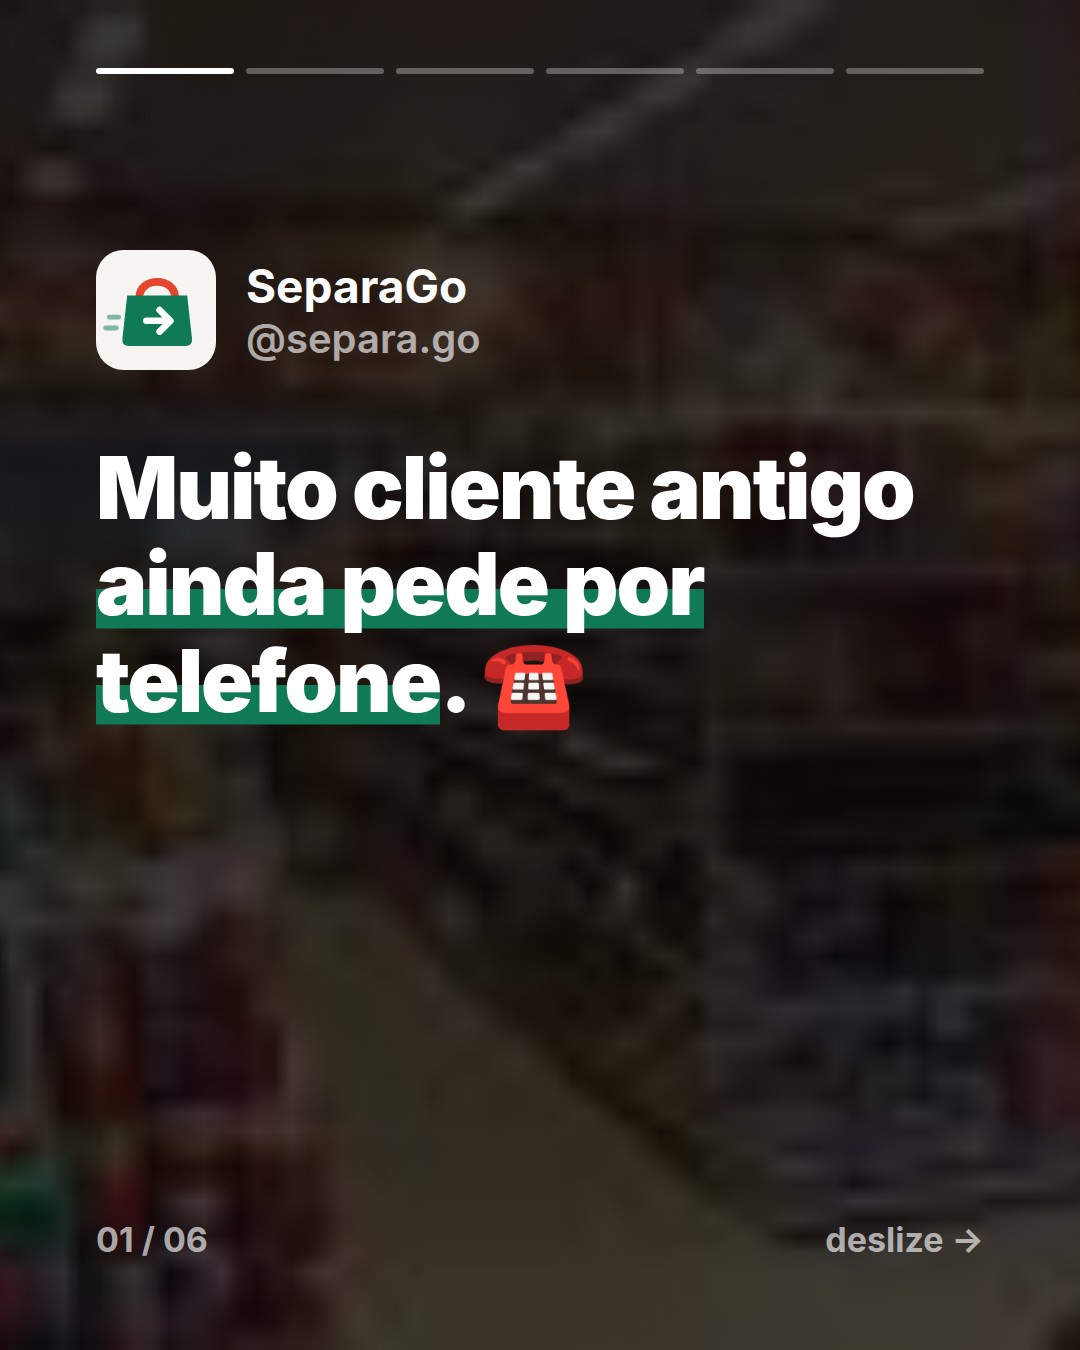 SeparaGo
@separa.go
Muito cliente antigo
ainda pede por
telefone. ☎️
01 / 06
deslize →